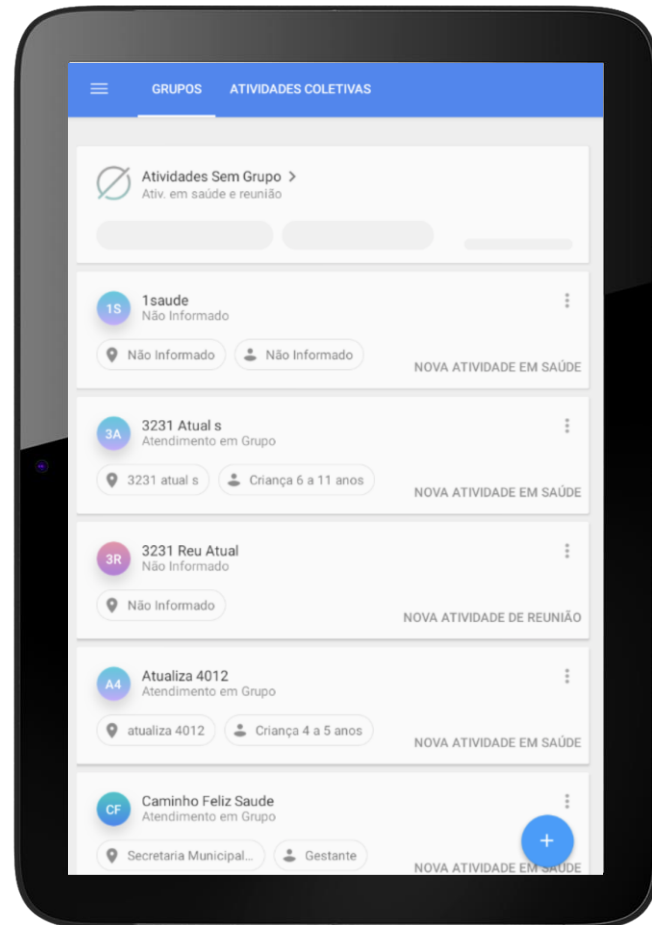 GRUPOS ATIVIDADES COLETIVAS
Atividades Sem Grupo >
Ativ. em saúde e reunião
1S
1saude
Não Informado
Não Informado Não Informado
NOVA ATIVIDADE EM SAÚDE
3A
3231 Atual s
Atendimento em Grupo
3231 atual s Criança 6 a 11 anos
NOVA ATIVIDADE EM SAÚDE
3R
3231 Reu Atual
Não Informado
Não Informado
NOVA ATIVIDADE DE REUNIÃO
A4
Atualiza 4012
Atendimento em Grupo
atualiza 4012 Criança 4 a 5 anos
NOVA ATIVIDADE EM SAÚDE
CF
Caminho Feliz Saude
Atendimento em Grupo
Secretaria Municipal... Gestante
NOVA ATIVIDADE EM SAÚDE